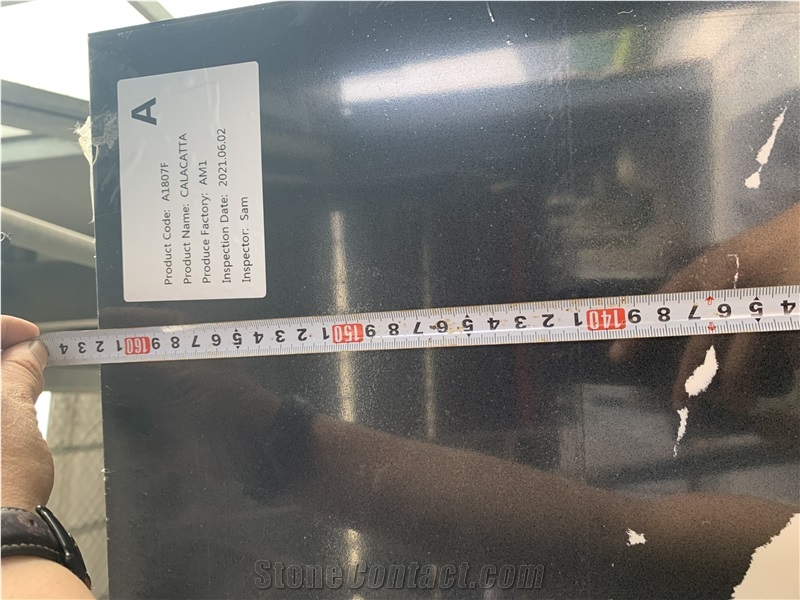 A
Product Code: A1807F
Product Name: CALACATTA
Produce Factory: AM1
Inspection Date: 2021.06.02
Inspector: Sam
4 3 2 1 160 9 8 7 6 5 4 3 2 1 150 9 8 7 6 5 4 3 2 1 140 9 8 7 6 5 4
StoneContact.com